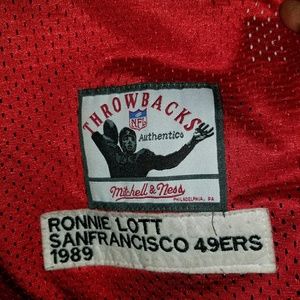 THROWBACKS
NFL
Authentics
Mitchell & Ness
PHILADELPHIA, PA
RONNIE LOTT
SANFRANCISCO 49ERS
1989